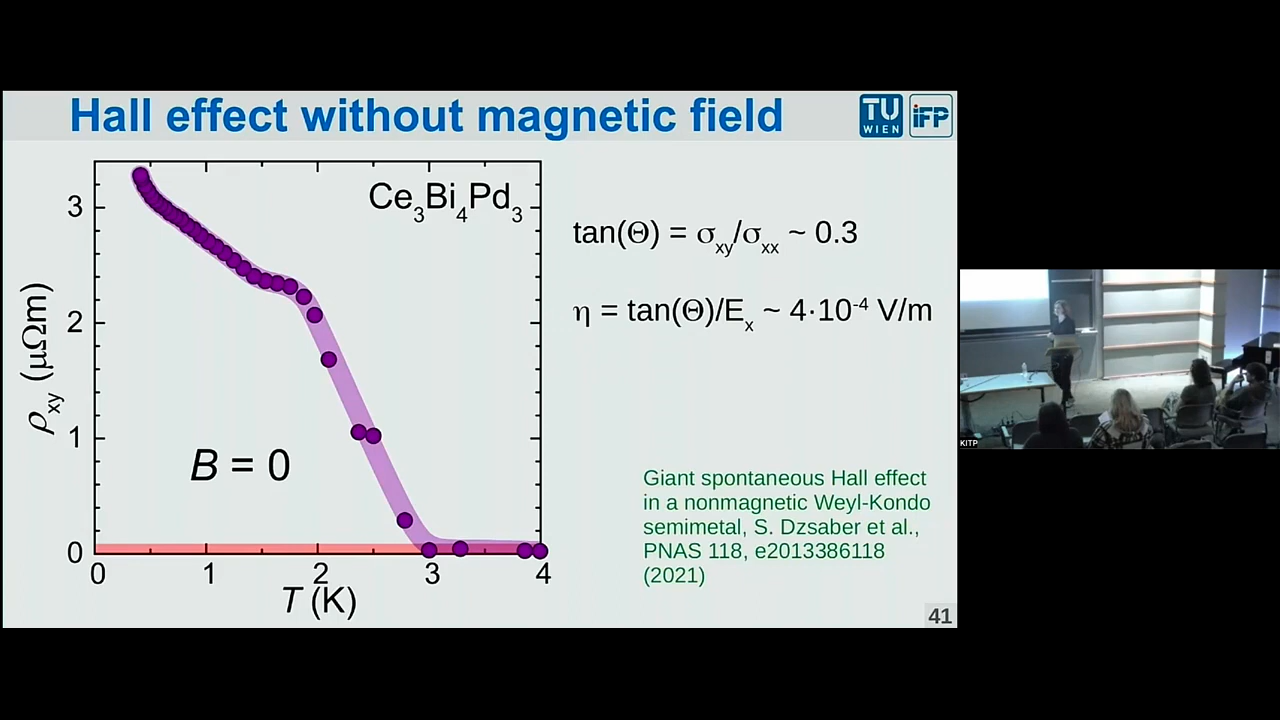 Hall effect without magnetic field
TU
WIEN
iFP
Ce3Bi4Pd3
3
2
1
0
ρxy (μΩm)
B = 0
0 1 2 3 4
T (K)
tan(Θ) = σxy/σxx ~ 0.3
η = tan(Θ)/Ex ~ 4·10-4 V/m
Giant spontaneous Hall effect
in a nonmagnetic Weyl-Kondo
semimetal, S. Dzsaber et al.,
PNAS 118, e2013386118
(2021)
41
KITP